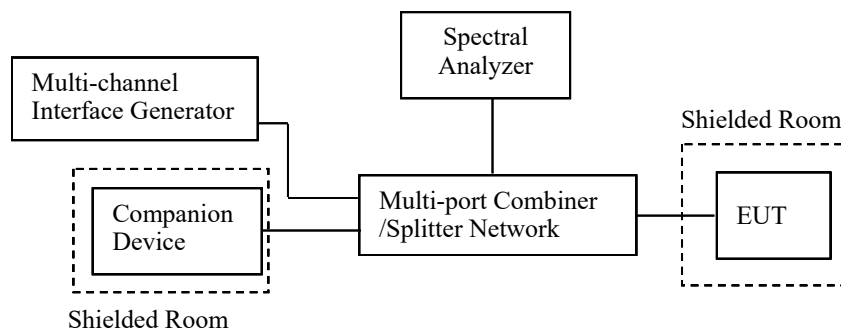 Spectral
Analyzer
Multi-channel
Interface Generator
Shielded Room
Companion
Device
Multi-port Combiner
/Splitter Network
EUT
Shielded Room